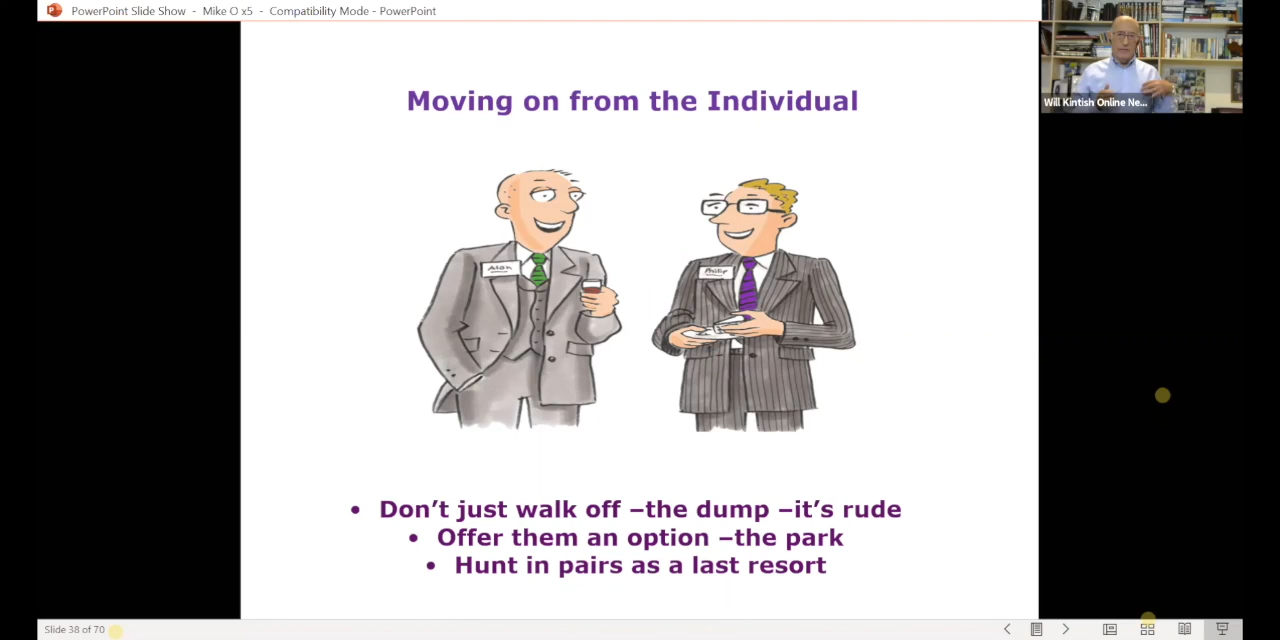 PowerPoint Slide Show - Mike O x5 - Compatibility Mode - PowerPoint
Will Kintish Online Ne...
Moving on from the Individual
Alan
Philip
• Don’t just walk off –the dump –it’s rude
• Offer them an option –the park
• Hunt in pairs as a last resort
Slide 38 of 70